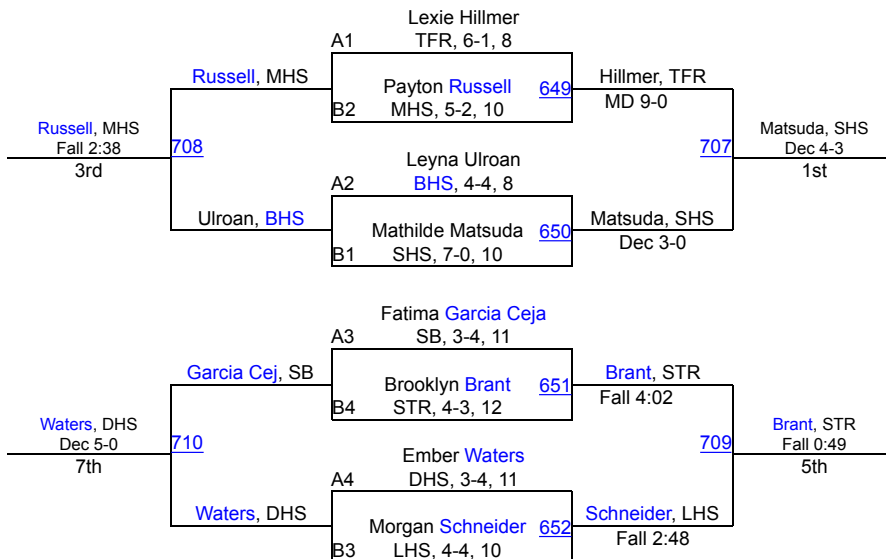 Lexie Hillmer
A1 TFR, 6-1, 8
Russell, MHS
Payton Russell 649
Hillmer, TFR
B2 MHS, 5-2, 10
MD 9-0
Russell, MHS
Fall 2:38
3rd
708
707
Matsuda, SHS
Dec 4-3
1st
Leyna Ulroan
A2 BHS, 4-4, 8
Ulroan, BHS
Mathilde Matsuda 650
Matsuda, SHS
B1 SHS, 7-0, 10
Dec 3-0
Fatima Garcia Ceja
A3 SB, 3-4, 11
Garcia Cej, SB
Brooklyn Brant 651
Brant, STR
B4 STR, 4-3, 12
Fall 4:02
Waters, DHS
Dec 5-0
7th
710
709
Brant, STR
Fall 0:49
5th
Ember Waters
A4 DHS, 3-4, 11
Waters, DHS
Morgan Schneider 652
Schneider, LHS
B3 LHS, 4-4, 10
Fall 2:48